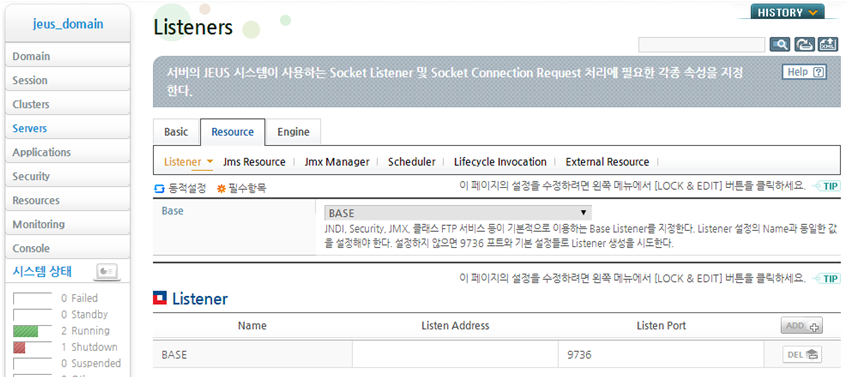 jeus_domain
Domain
Session
Clusters
Servers
Applications
Security
Resources
Monitoring
Console
시스템 상태
0 Failed
0 Standby
2 Running
1 Shutdown
0 Suspended
HISTORY
Listeners
서버의 JEUS 시스템이 사용하는 Socket Listener 및 Socket Connection Request 처리에 필요한 각종 속성을 지정
한다.
Help ?
Basic Resource Engine
Listener Jms Resource Jmx Manager Scheduler Lifecycle Invocation External Resource
동적설정 필수항목 이 페이지의 설정을 수정하려면 왼쪽 메뉴에서 [LOCK & EDIT] 버튼을 클릭하세요. TIP
Base BASE
JNDI, Security, JMX, 클래스 FTP 서비스 등이 기본적으로 이용하는 Base Listener를 지정한다. Listener 설정의 Name과 동일한 값
을 설정해야 한다. 설정하지 않으면 9736 포트와 기본 설정들로 Listener 생성을 시도한다.
이 페이지의 설정을 수정하려면 왼쪽 메뉴에서 [LOCK & EDIT] 버튼을 클릭하세요. TIP
Listener
Name Listen Address Listen Port ADD
BASE 9736 DEL